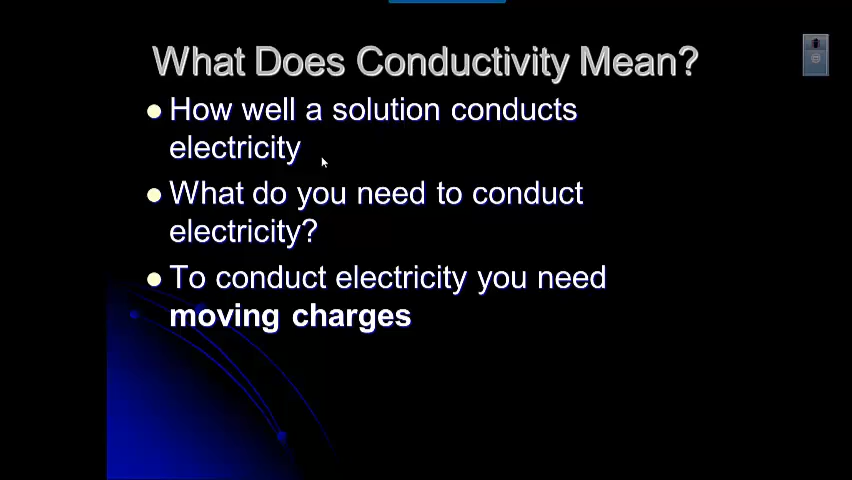 What Does Conductivity Mean?
How well a solution conducts
electricity
What do you need to conduct
electricity?
To conduct electricity you need
moving charges